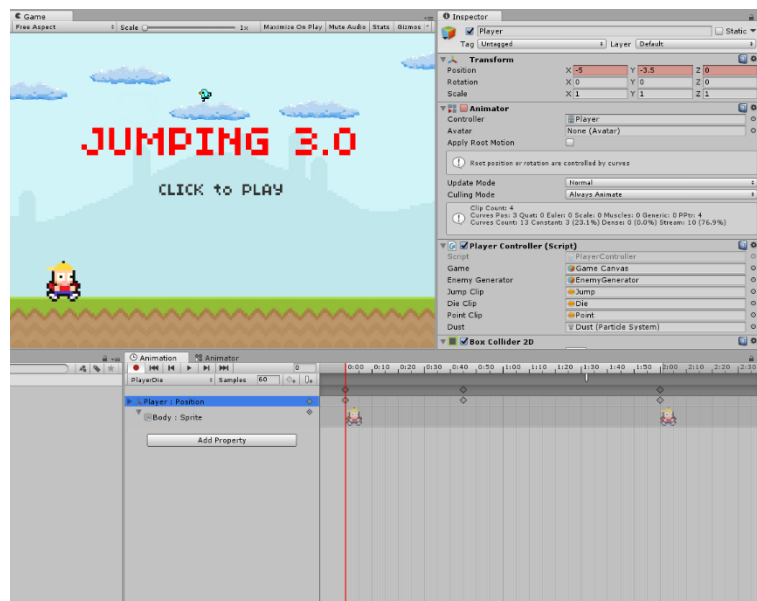 Game
Free Aspect Scale 1x Maximize On Play Mute Audio Stats Gizmos
JUMPING 3.0
CLICK to PLAY
Inspector
Player Static
Tag Untagged Layer Default
Transform
Position X -5 Y -3.5 Z 0
Rotation X 0 Y 0 Z 0
Scale X 1 Y 1 Z 1
Animator
Controller Player
Avatar None (Avatar)
Apply Root Motion
Root position or rotation are controlled by curves
Update Mode Normal
Culling Mode Always Animate
Clip Count: 4
Curves Pos: 3 Quat: 0 Euler: 0 Scale: 0 Muscles: 0 Generic: 0 PPtr: 4
Curves Count: 13 Constant: 3 (23.1%) Dense: 0 (0.0%) Stream: 10 (76.9%)
Player Controller (Script)
Script PlayerController
Game Game Canvas
Enemy Generator EnemyGenerator
Jump Clip Jump
Die Clip Die
Point Clip Point
Dust Dust (Particle System)
Box Collider 2D
Animation Animator
0 0:00 0:10 0:20 0:30 0:40 0:50 1:00 1:10 1:20 1:30 1:40 1:50 2:00 2:10 2:20 2:30
PlayerDie Samples 60
Player : Position
Body : Sprite
Add Property